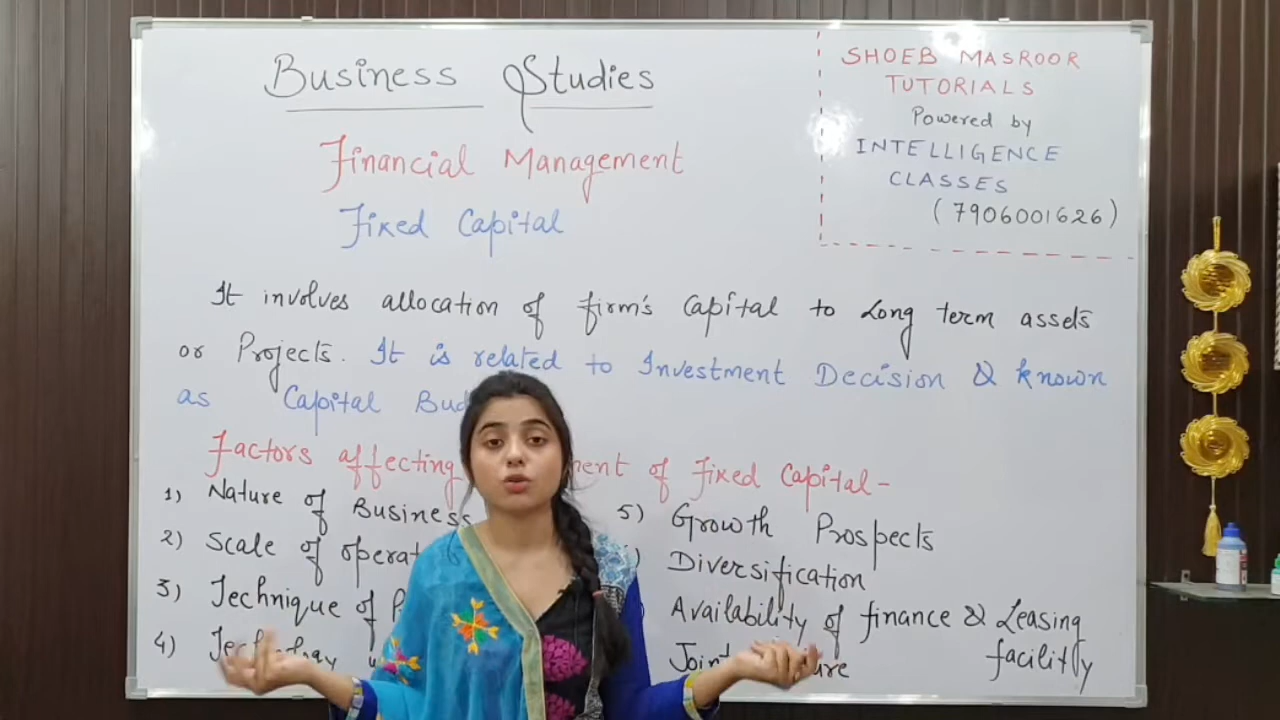 Business Studies
Financial Management
Fixed Capital
SHOEB MASROOR
TUTORIALS
Powered by
INTELLIGENCE
CLASSES
(7906001626)
It involves allocation of firm's Capital to Long term assets
or Projects. It is related to Investment Decision & known
as Capital
Factors affecting of Fixed Capital-
1) Nature of Business
2) Scale of
3) Technique of
4)
5) Growth Prospects
Diversification
Availability of finance & Leasing
facility